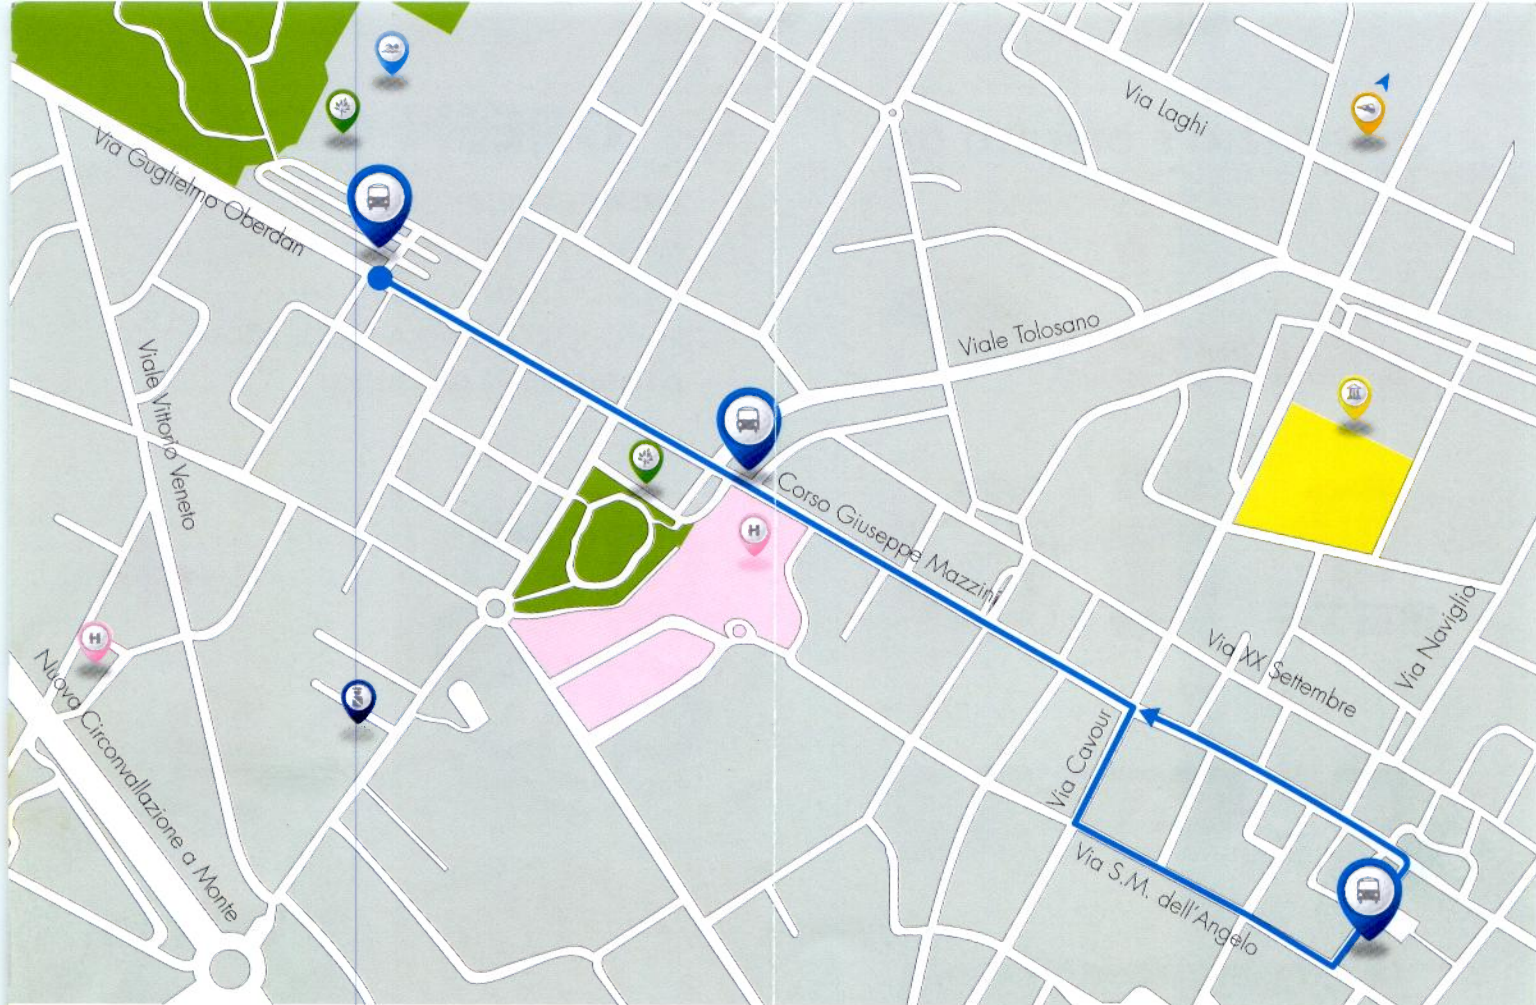 Via Laghi
Via Guglielmo Oberdan
Viale Tolosano
Viale Vittorio Veneto
Corso Giuseppe Mazzini
H
Via Naviglio
Via XX Settembre
H
Nuova Circonvallazione a Monte
Via Cavour
Via S.M. dell'Angelo